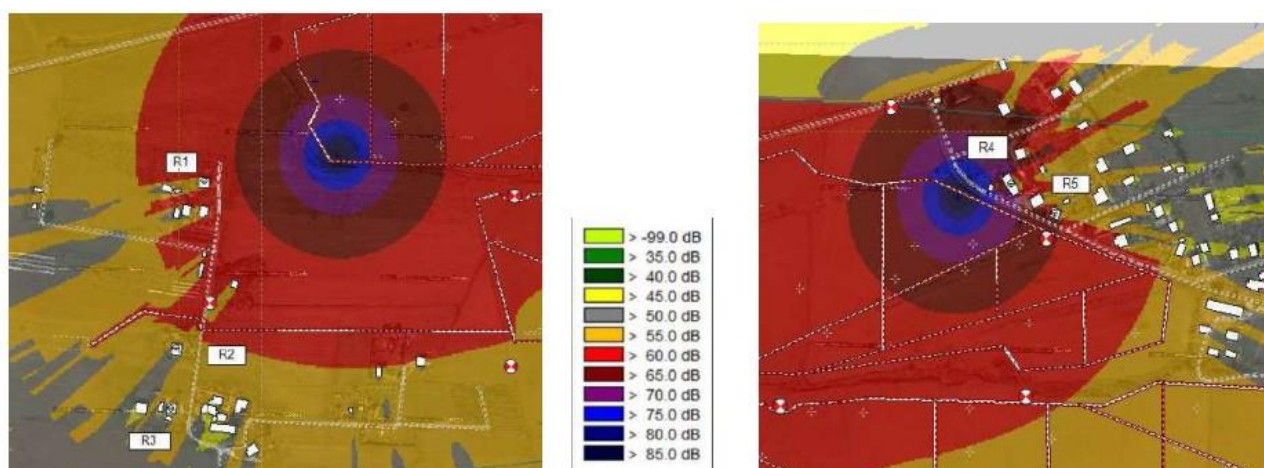 R1
R2
R3
> -99.0 dB
> 35.0 dB
> 40.0 dB
> 45.0 dB
> 50.0 dB
> 55.0 dB
> 60.0 dB
> 65.0 dB
> 70.0 dB
> 75.0 dB
> 80.0 dB
> 85.0 dB
R4
R5